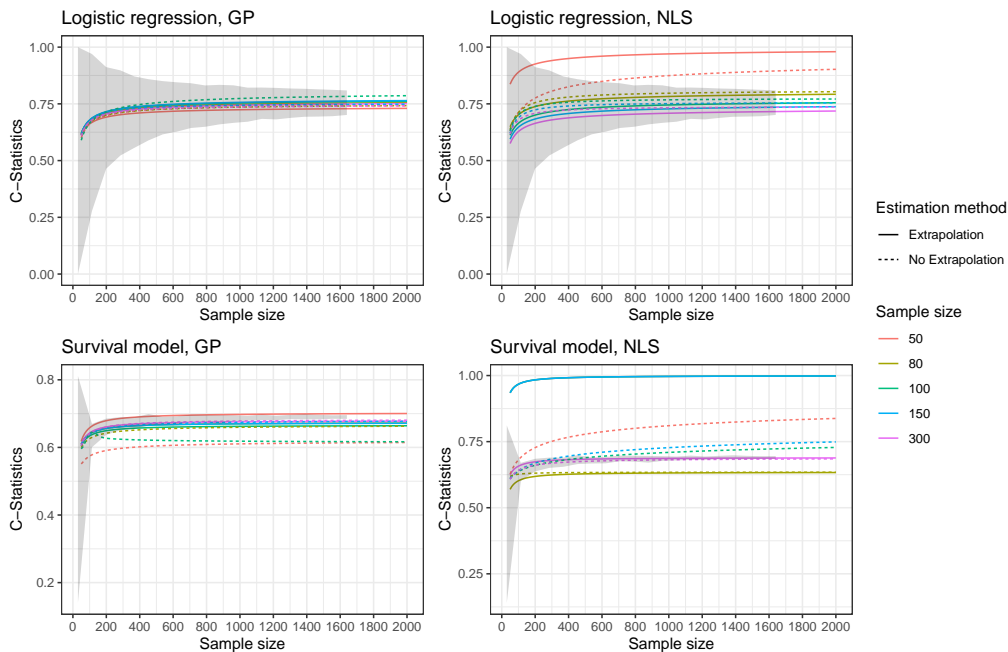 Logistic regression, GP
Logistic regression, NLS
1.00
0.75
0.50
0.25
0.00
C−Statistics
0 200 400 600 800 1000 1200 1400 1600 1800 2000
Sample size
1.00
0.75
0.50
0.25
0.00
C−Statistics
0 200 400 600 800 1000 1200 1400 1600 1800 2000
Sample size
Survival model, GP
Survival model, NLS
0.8
0.6
0.4
0.2
C−Statistics
0 200 400 600 800 1000 1200 1400 1600 1800 2000
Sample size
1.00
0.75
0.50
0.25
C−Statistics
0 200 400 600 800 1000 1200 1400 1600 1800 2000
Sample size
Estimation method
Extrapolation
No Extrapolation
Sample size
50
80
100
150
300